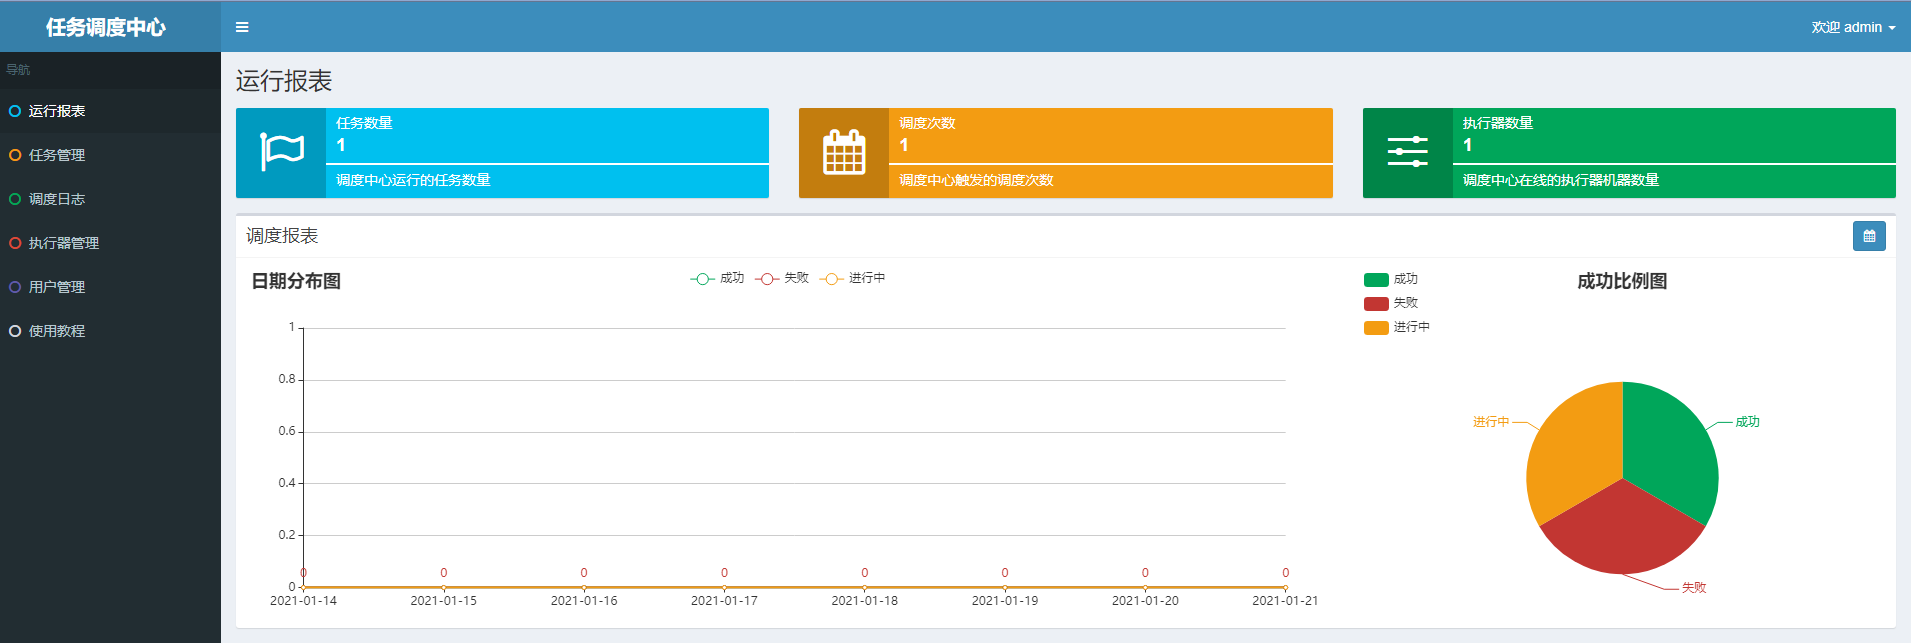 任务调度中心
欢迎 admin
导航
运行报表
任务管理
调度日志
执行器管理
用户管理
使用教程
运行报表
任务数量
1
调度中心运行的任务数量
调度次数
1
调度中心触发的调度次数
执行器数量
1
调度中心在线的执行器机器数量
调度报表
日期分布图
成功 失败 进行中
1
0.8
0.6
0.4
0.2
0
0 0 0 0 0 0 0 0
2021-01-14 2021-01-15 2021-01-16 2021-01-17 2021-01-18 2021-01-19 2021-01-20 2021-01-21
成功
失败
进行中
成功比例图
进行中
成功
失败